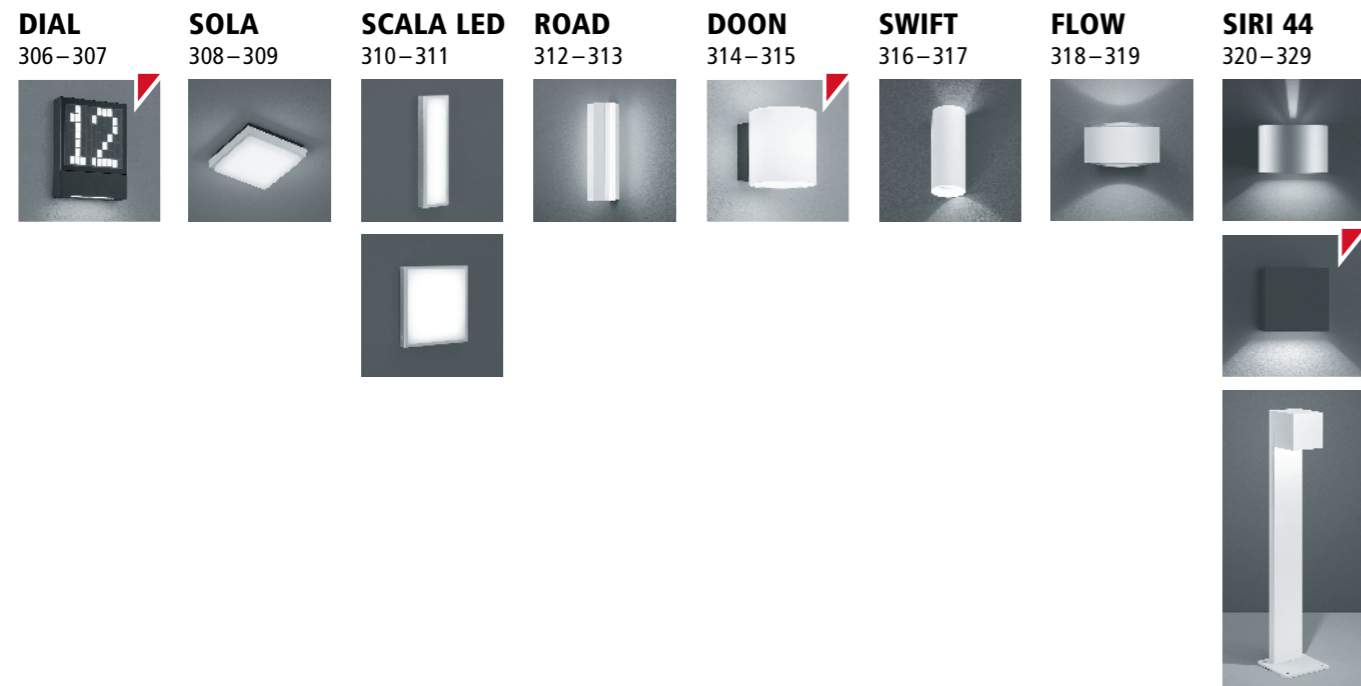 DIAL
306–307
SOLA
308–309
SCALA LED
310–311
ROAD
312–313
DOON
314–315
SWIFT
316–317
FLOW
318–319
SIRI 44
320–329
12